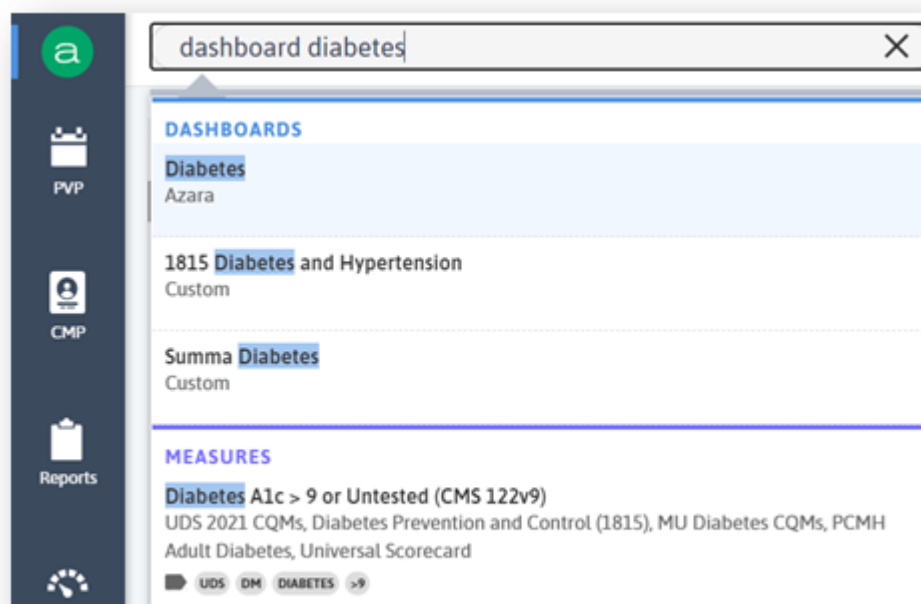 a
dashboard diabetes
PVP
CMP
Reports
DASHBOARDS
Diabetes
Azara
1815 Diabetes and Hypertension
Custom
Summa Diabetes
Custom
MEASURES
Diabetes A1c > 9 or Untested (CMS 122v9)
UDS 2021 CQMs, Diabetes Prevention and Control (1815), MU Diabetes CQMs, PCMH
Adult Diabetes, Universal Scorecard
UDS DM DIABETES >9